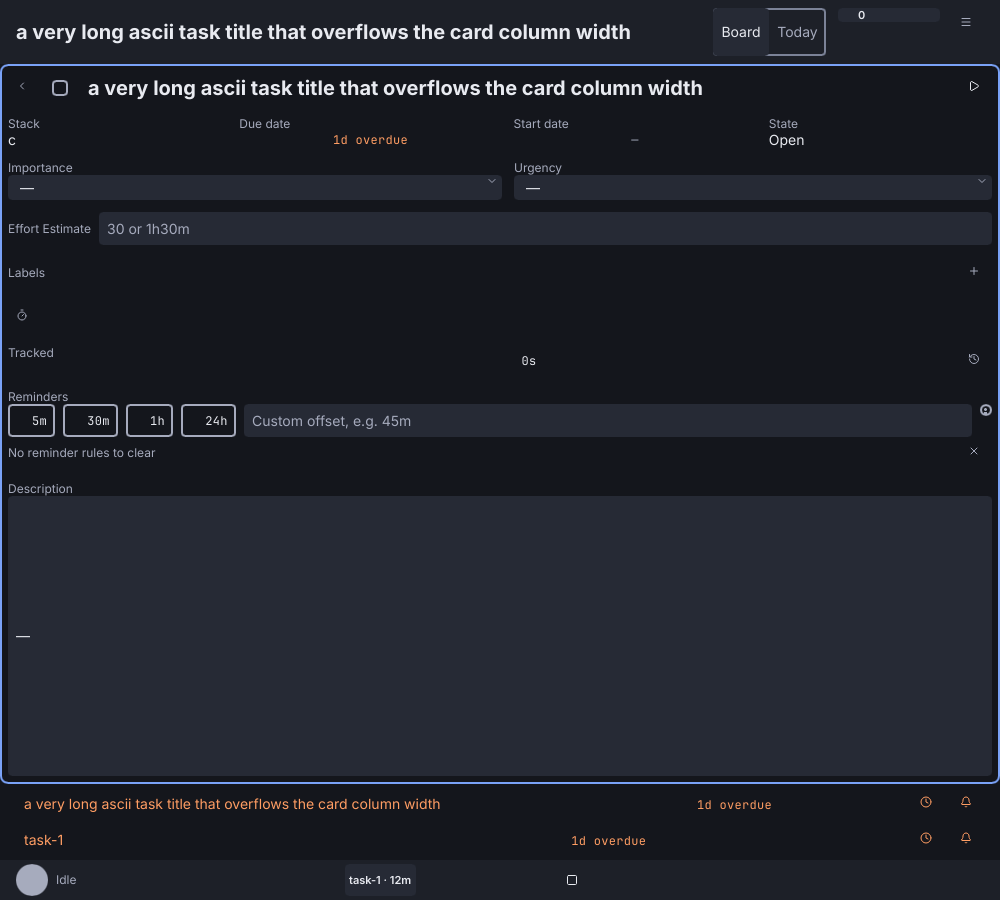 a very long ascii task title that overflows the card column width
Board Today
0
a very long ascii task title that overflows the card column width
Stack Due date Start date State
c 1d overdue — Open
Importance Urgency
— —
Effort Estimate 30 or 1h30m
Labels
Tracked
0s
Reminders
5m 30m 1h 24h Custom offset, e.g. 45m
No reminder rules to clear
Description
—
a very long ascii task title that overflows the card column width 1d overdue
task-1 1d overdue
Idle task-1 · 12m